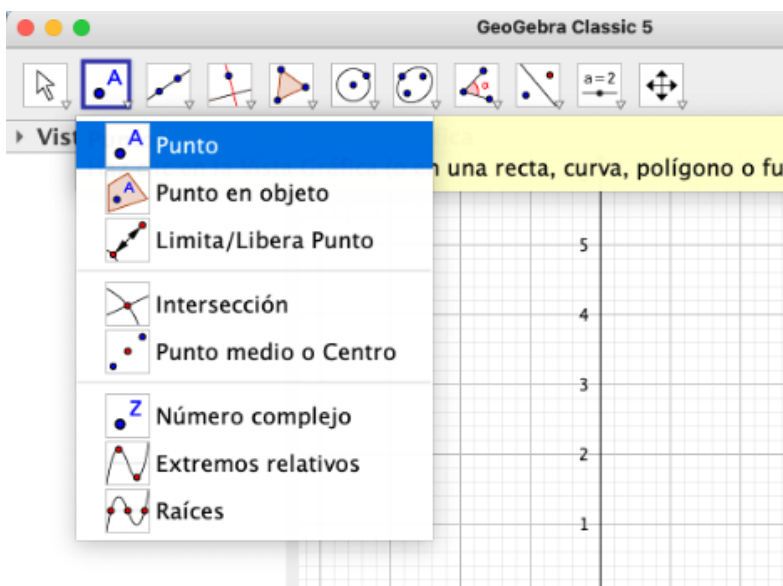 GeoGebra Classic 5
A
a=2
Vist
A Punto
una recta, curva, polígono o fu
A Punto en objeto
Limita/Libera Punto
Intersección
Punto medio o Centro
Z Número complejo
Extremos relativos
Raíces
5
4
3
2
1